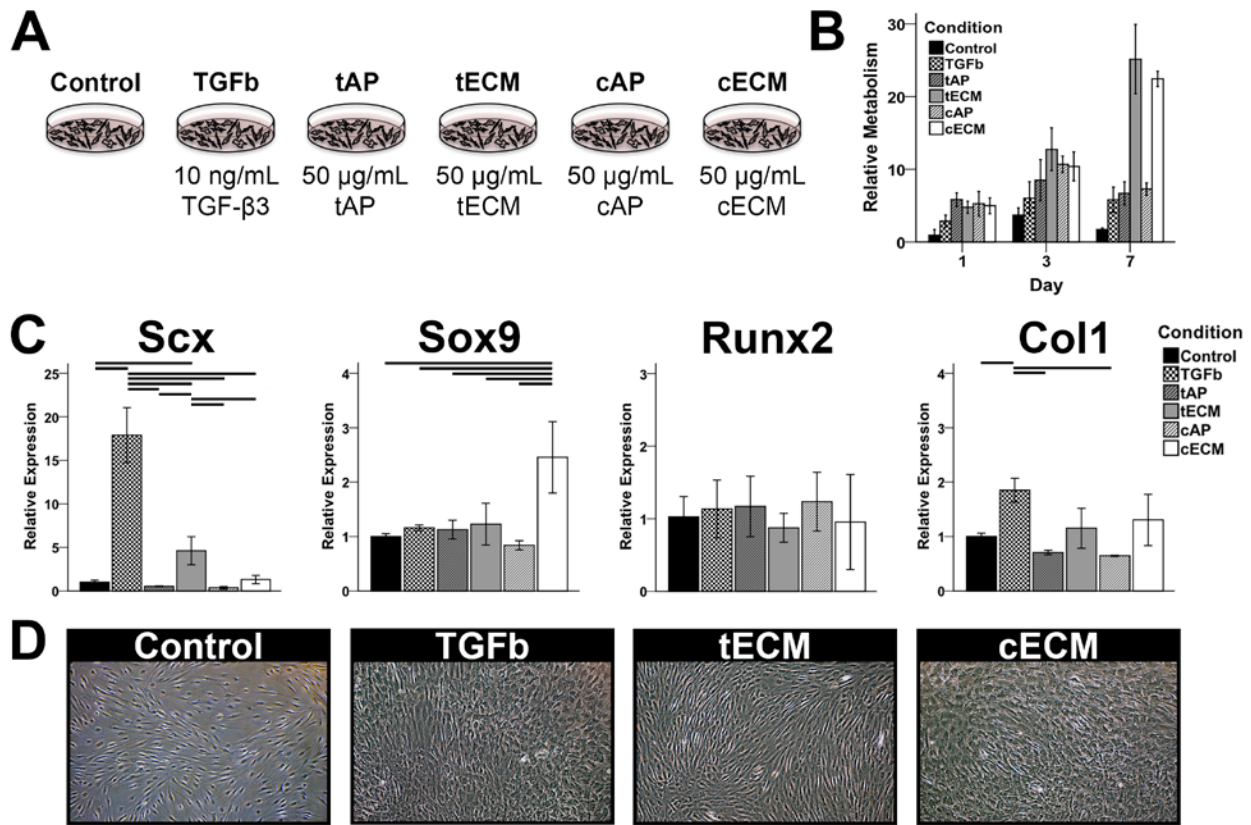 A
Control TGFb tAP tECM cAP cECM
10 ng/mL 50 µg/mL 50 µg/mL 50 µg/mL 50 µg/mL
TGF-β3 tAP tECM cAP cECM
B
Condition
Control
TGFb
tAP
tECM
cAP
cECM
Relative Metabolism
30
20
10
0
1 3 7
Day
C
Scx
Relative Expression
25
20
15
10
5
0
Sox9
Relative Expression
4
3
2
1
0
Runx2
Relative Expression
3
2
1
0
Col1
Relative Expression
4
3
2
1
0
Condition
Control
TGFb
tAP
tECM
cAP
cECM
D
Control TGFb tECM cECM